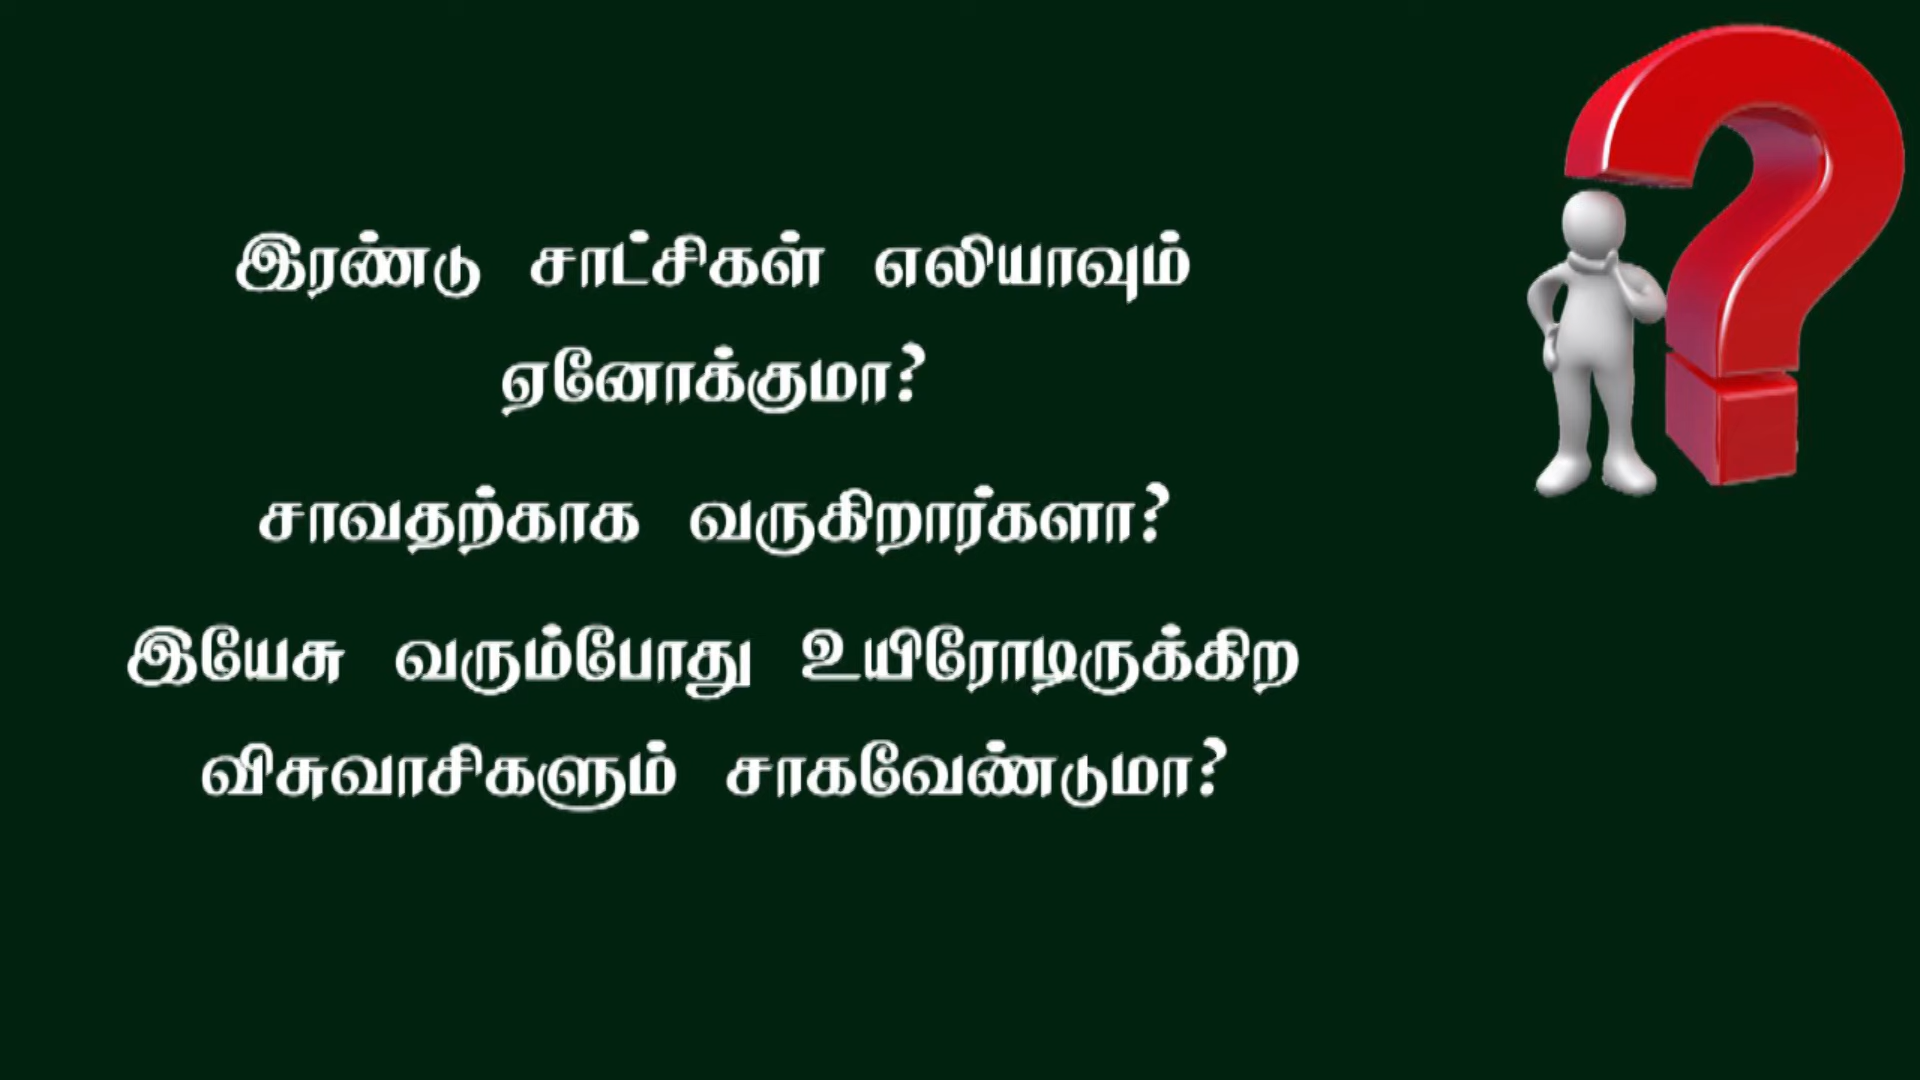 இரண்டு சாட்சிகள் எலியாவும்
ஏனோக்குமா?
சாவதற்காக வருகிறார்களா?
இயேசு வரும்போது உயிரோடிருக்கிற
விசுவாசிகளும் சாகவேண்டுமா?